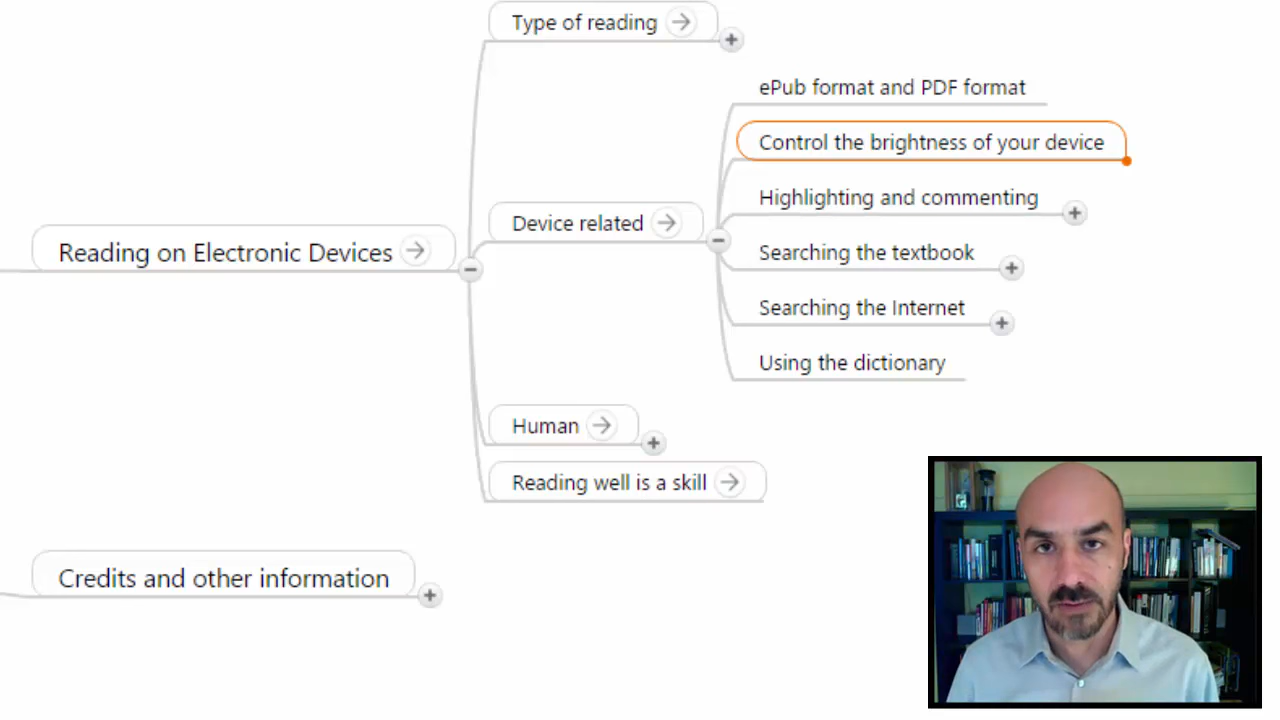 Type of reading
ePub format and PDF format
Control the brightness of your device
Highlighting and commenting
Device related
Searching the textbook
Reading on Electronic Devices
Searching the Internet
Using the dictionary
Human
Reading well is a skill
Credits and other information